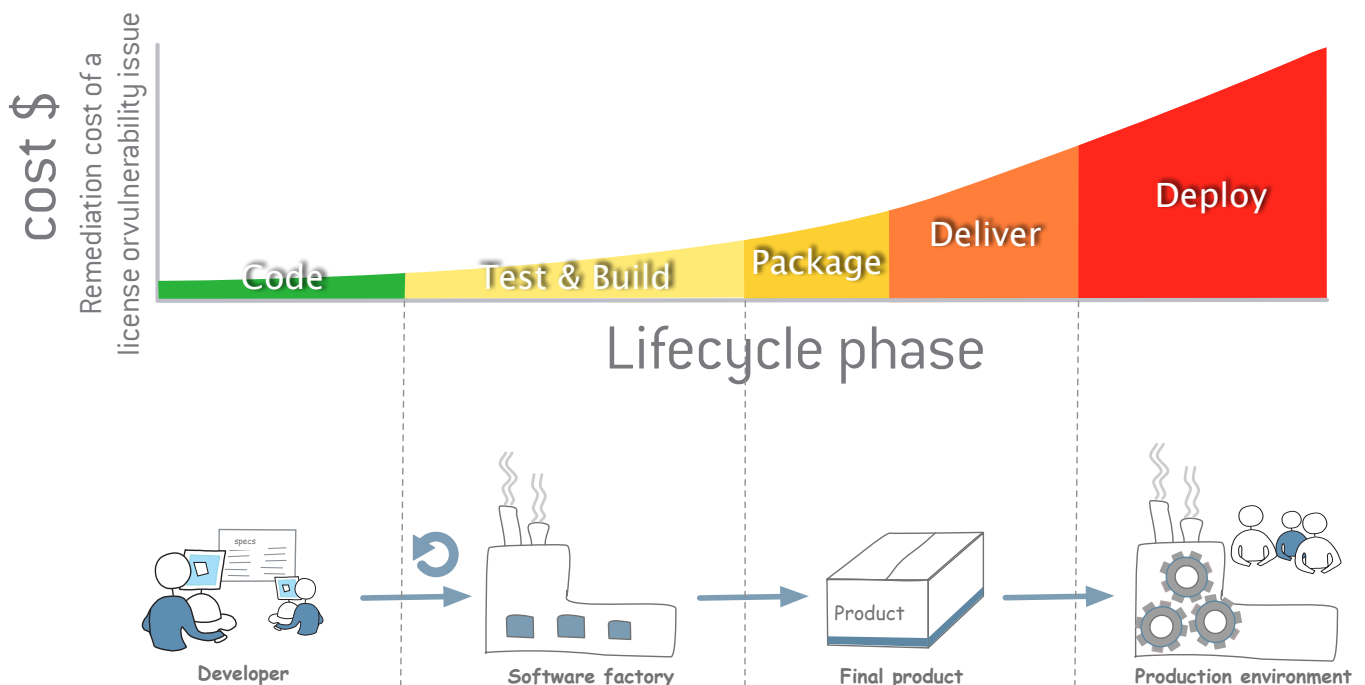 cost $
Remediation cost of a
license orvulnerability issue
Code
Test & Build
Package
Deliver
Deploy
Lifecycle phase
specs
Product
Developer
Software factory
Final product
Production environment